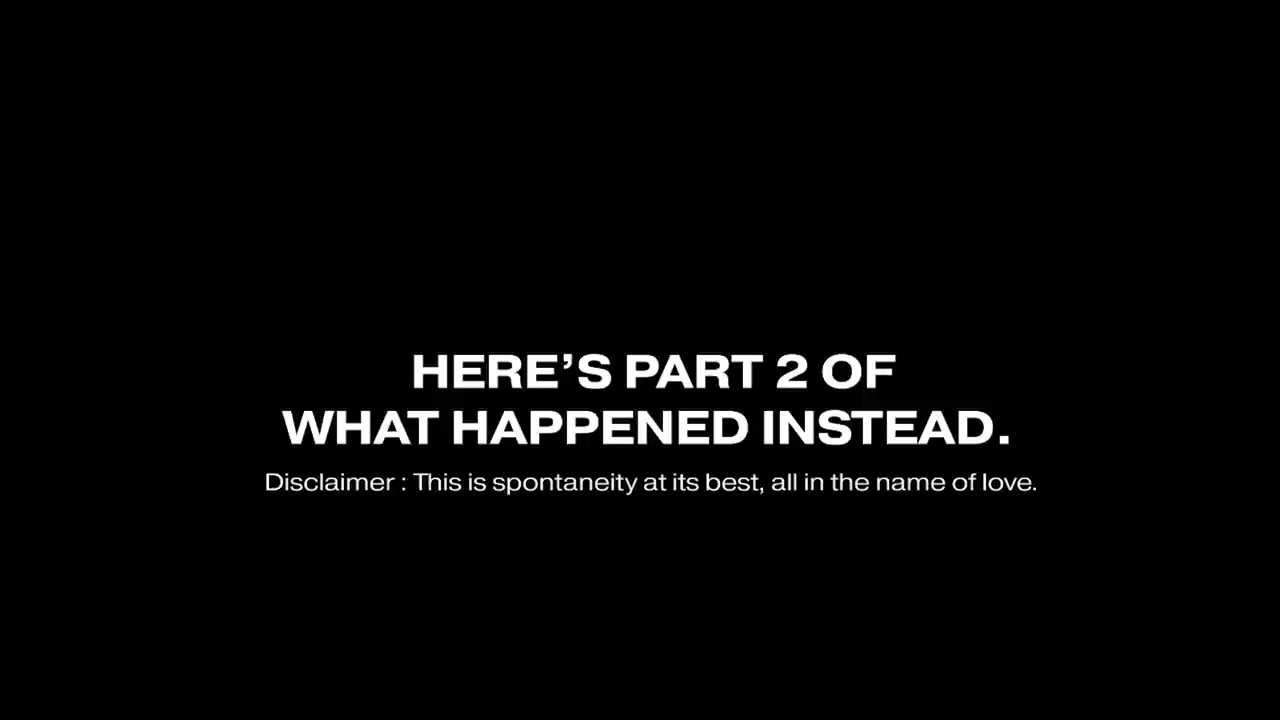 HERE’S PART 2 OF
WHAT HAPPENED INSTEAD.
Disclaimer : This is spontaneity at its best, all in the name of love.